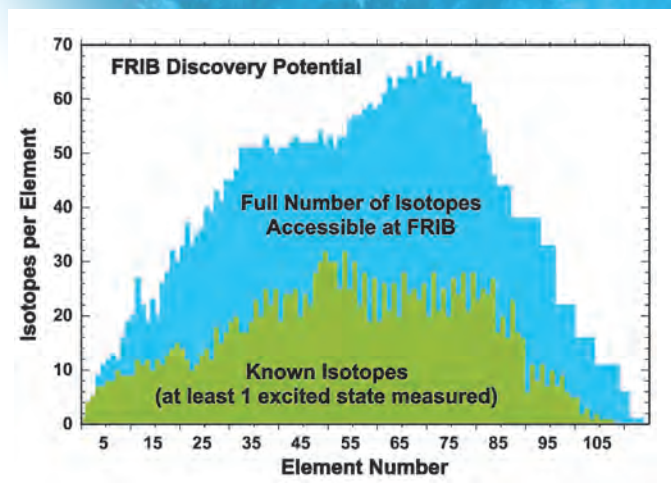 FRIB Discovery Potential
70
60
50
40
30
20
10
0
Isotopes per Element
Full Number of Isotopes
Accessible at FRIB
Known Isotopes
(at least 1 excited state measured)
5 15 25 35 45 55 65 75 85 95 105
Element Number